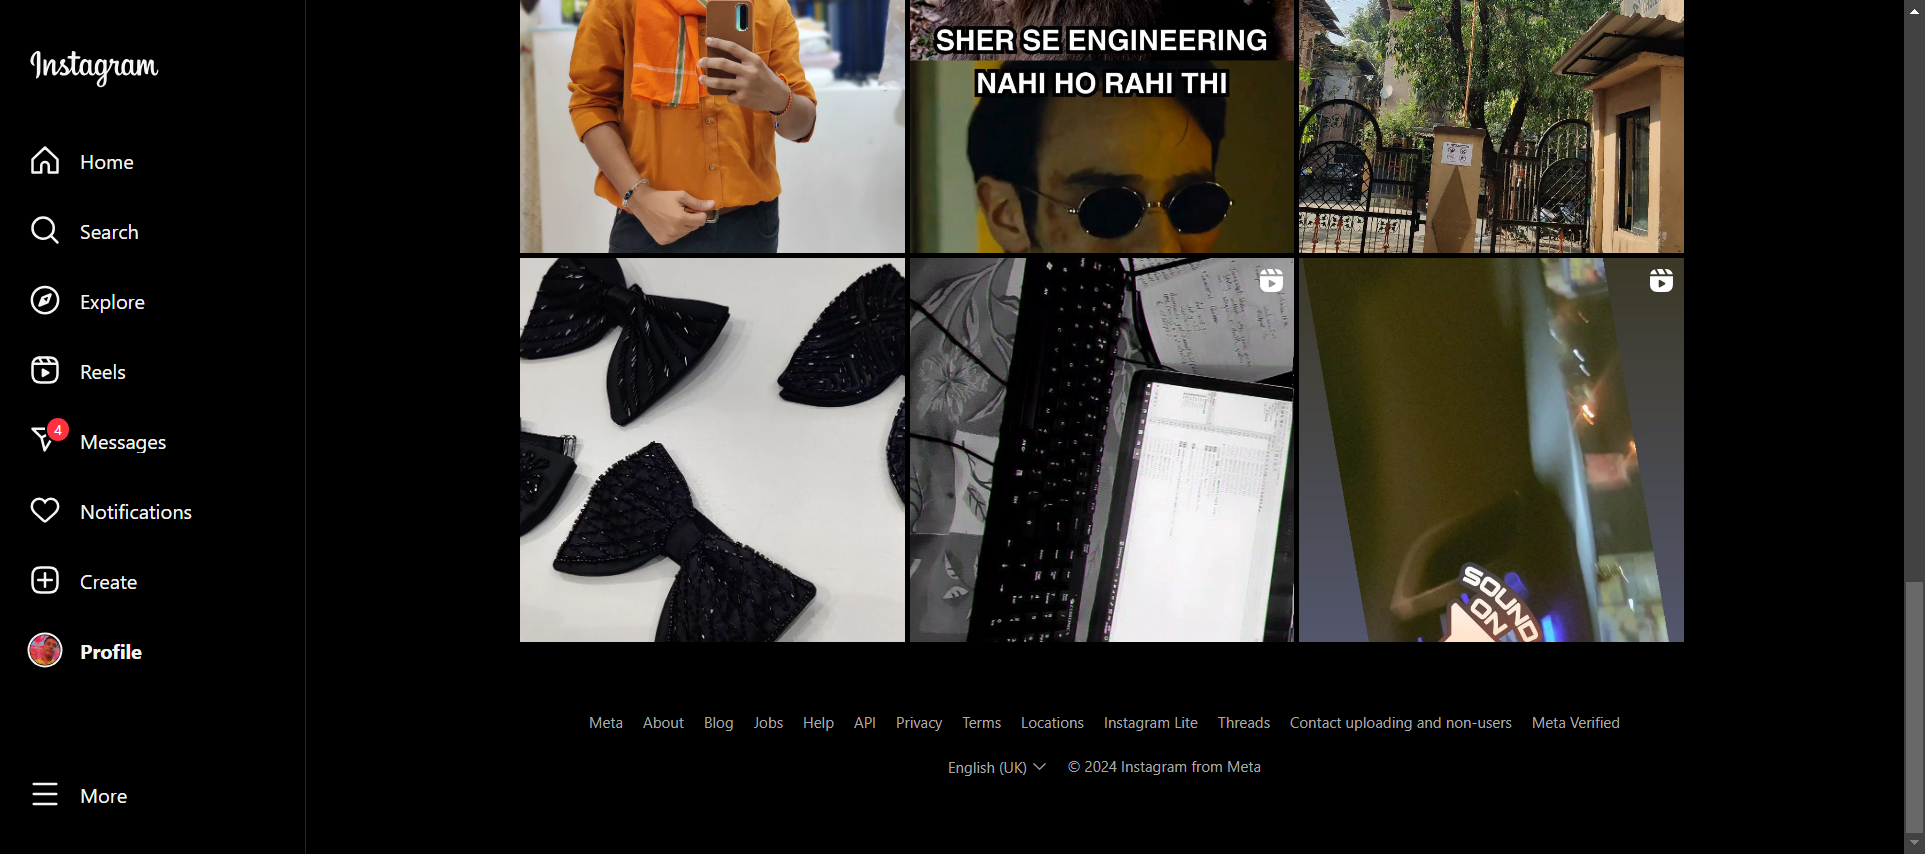 Instagram
Home
Search
Explore
Reels
4
Messages
Notifications
Create
Profile
More
SHER SE ENGINEERING
NAHI HO RAHI THI
SOUND
ON
Meta About Blog Jobs Help API Privacy Terms Locations Instagram Lite Threads Contact uploading and non-users Meta Verified
English (UK) © 2024 Instagram from Meta